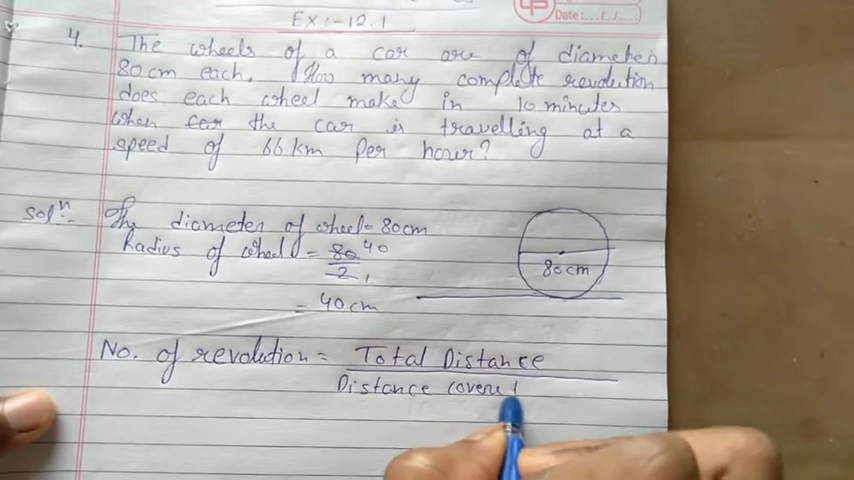 Date:.../.../...
Ex:-12.1
4. The wheels of a car are of diameter
80cm each. How many complete revolution
does each wheel make in 10 minutes
when car the car is travelling at a
speed of 66 km per hour?
Solⁿ:- The diameter of wheel = 80cm
Radius of wheel = 80/2 40
= 40 cm
80cm
No. of revolution = Total Distance
Distance covere